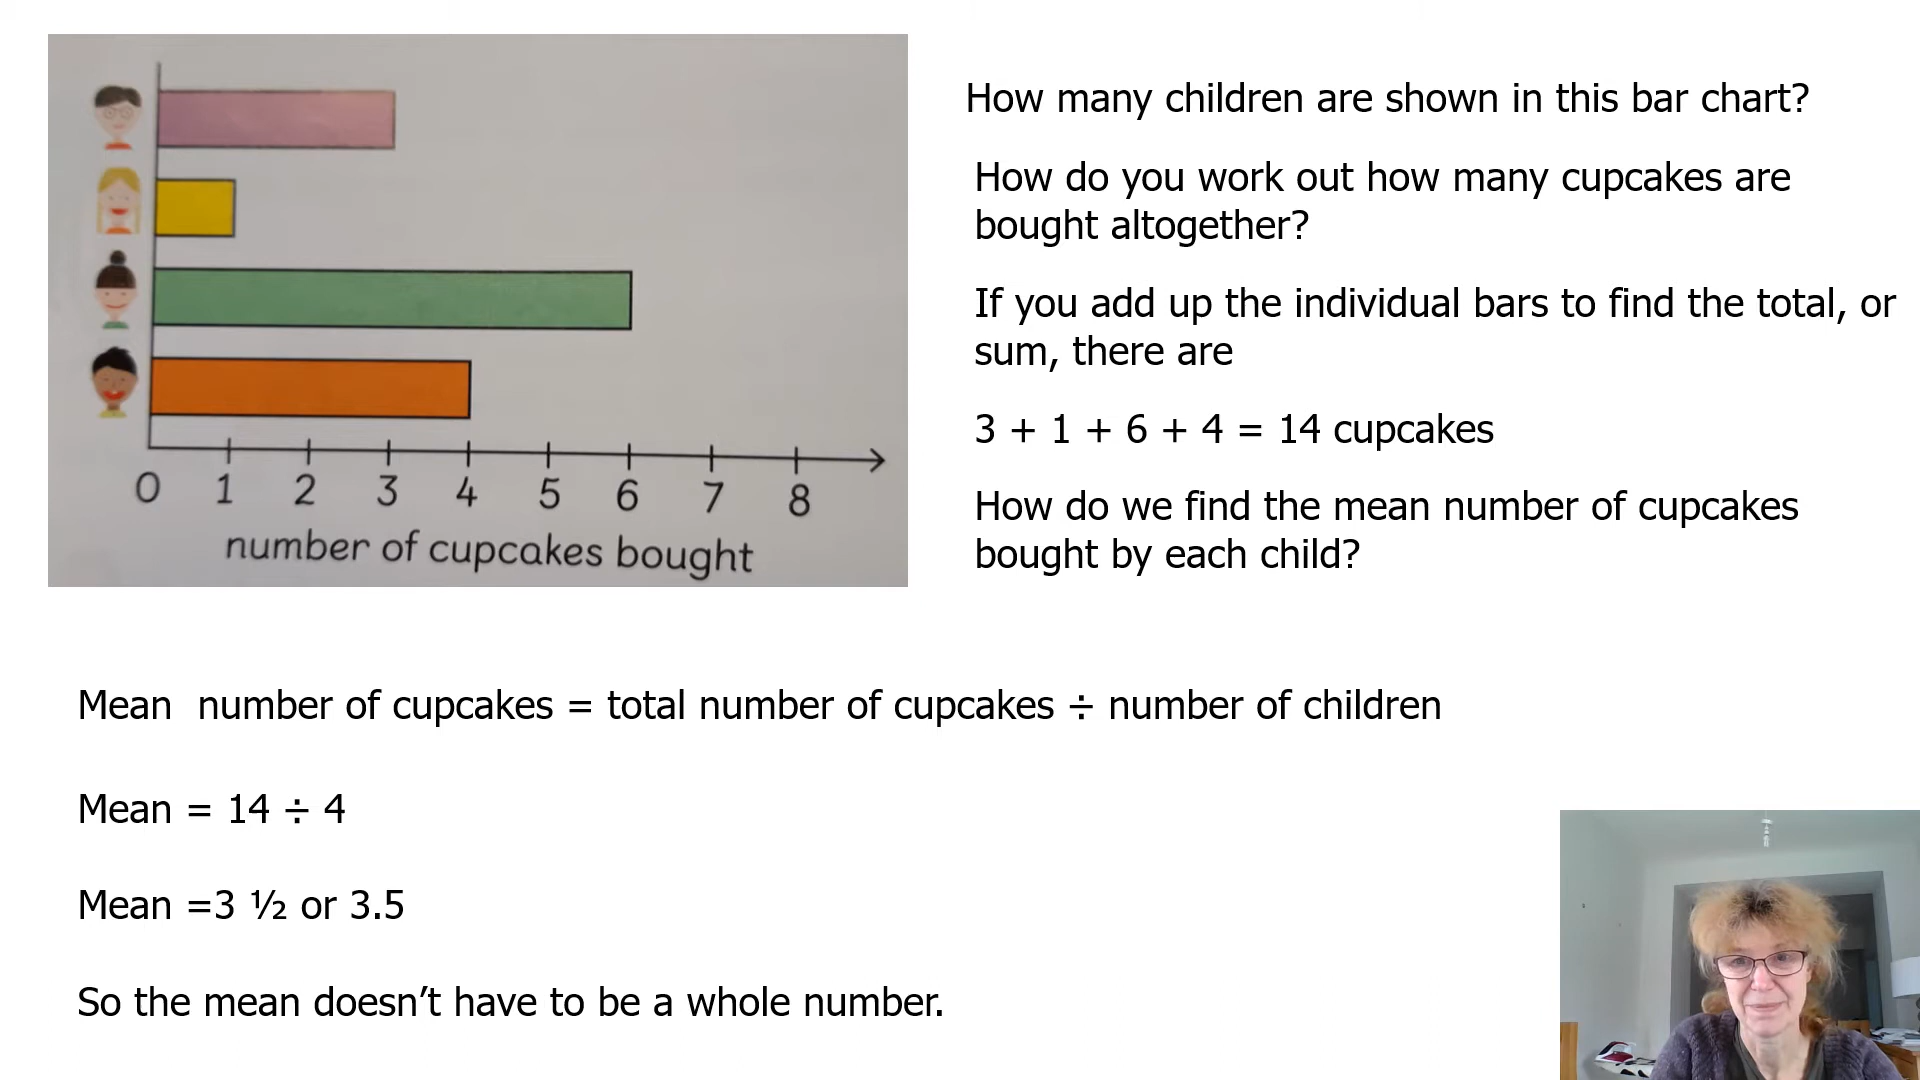 0 1 2 3 4 5 6 7 8
number of cupcakes bought
How many children are shown in this bar chart?
How do you work out how many cupcakes are
bought altogether?
If you add up the individual bars to find the total, or
sum, there are
3 + 1 + 6 + 4 = 14 cupcakes
How do we find the mean number of cupcakes
bought by each child?
Mean  number of cupcakes = total number of cupcakes ÷ number of children
Mean = 14 ÷ 4
Mean =3 ½ or 3.5
So the mean doesn’t have to be a whole number.